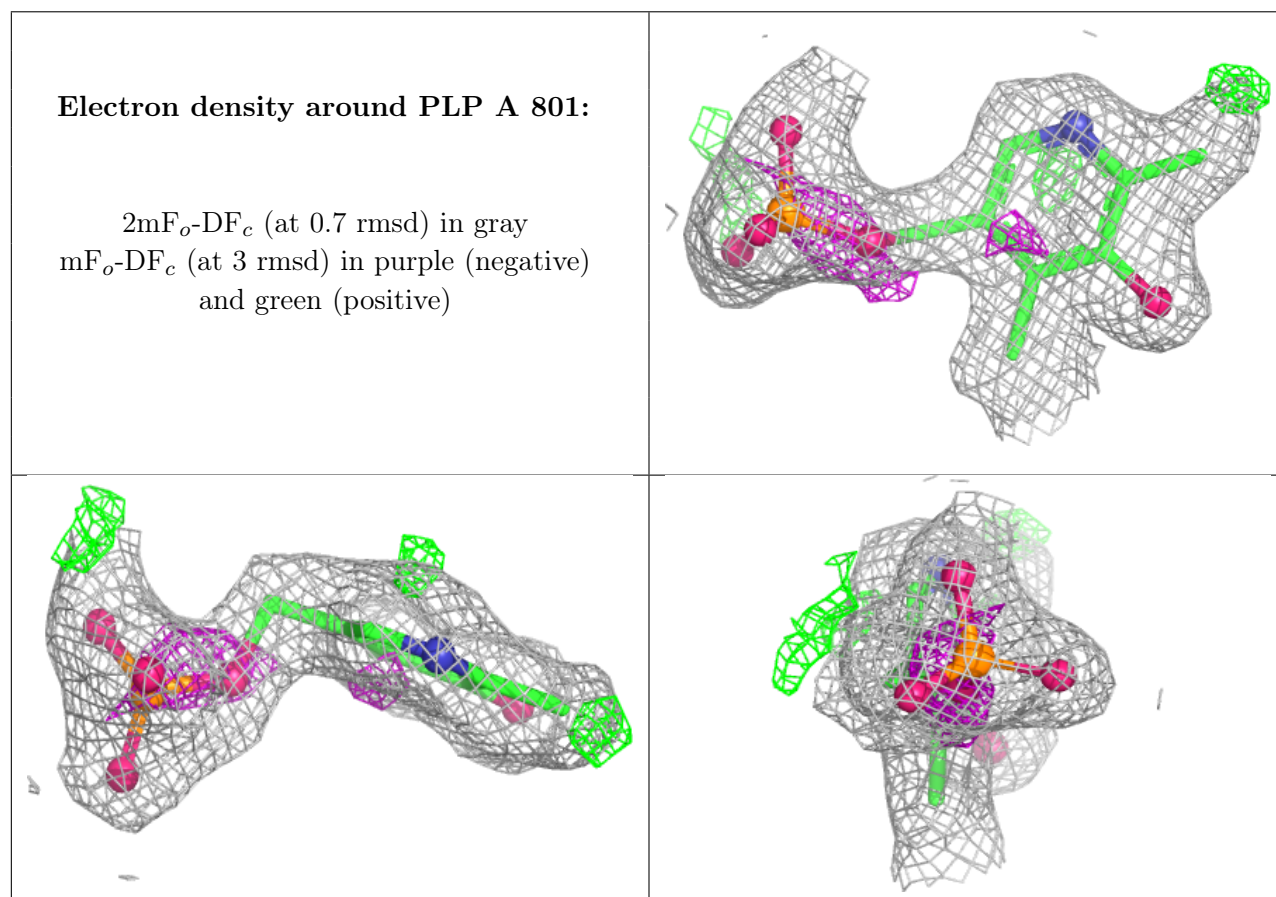 Electron density around PLP A 801:
2mFₒ-DF𝒸 (at 0.7 rmsd) in gray
mFₒ-DF𝒸 (at 3 rmsd) in purple (negative)
and green (positive)